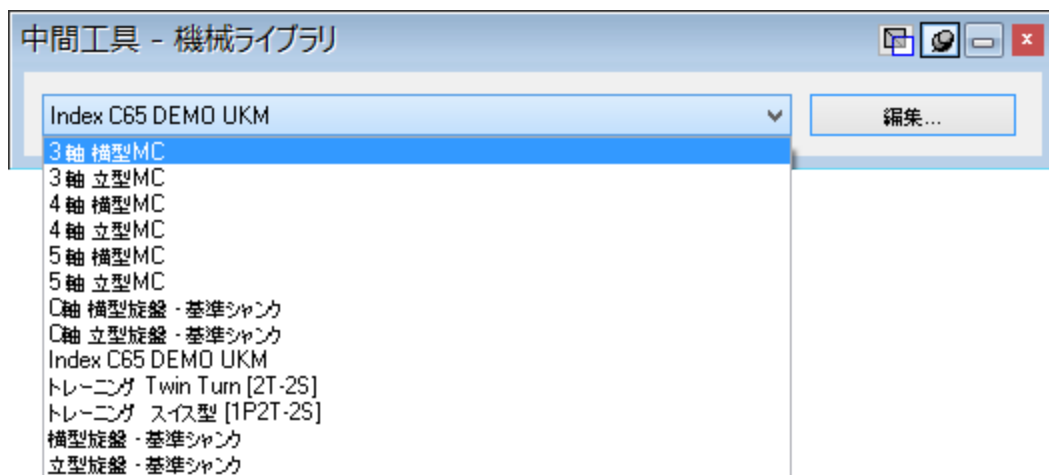 中間工具 - 機械ライブラリ
Index C65 DEMO UKM
編集...
3 軸 横型MC
3 軸 立型MC
4 軸 横型MC
4 軸 立型MC
5 軸 横型MC
5 軸 立型MC
C軸 横型旋盤 - 基準シャンク
C軸 立型旋盤 - 基準シャンク
Index C65 DEMO UKM
トレーニング Twin Turn [2T-2S]
トレーニング スイス型 [1P2T-2S]
横型旋盤 - 基準シャンク
立型旋盤 - 基準シャンク